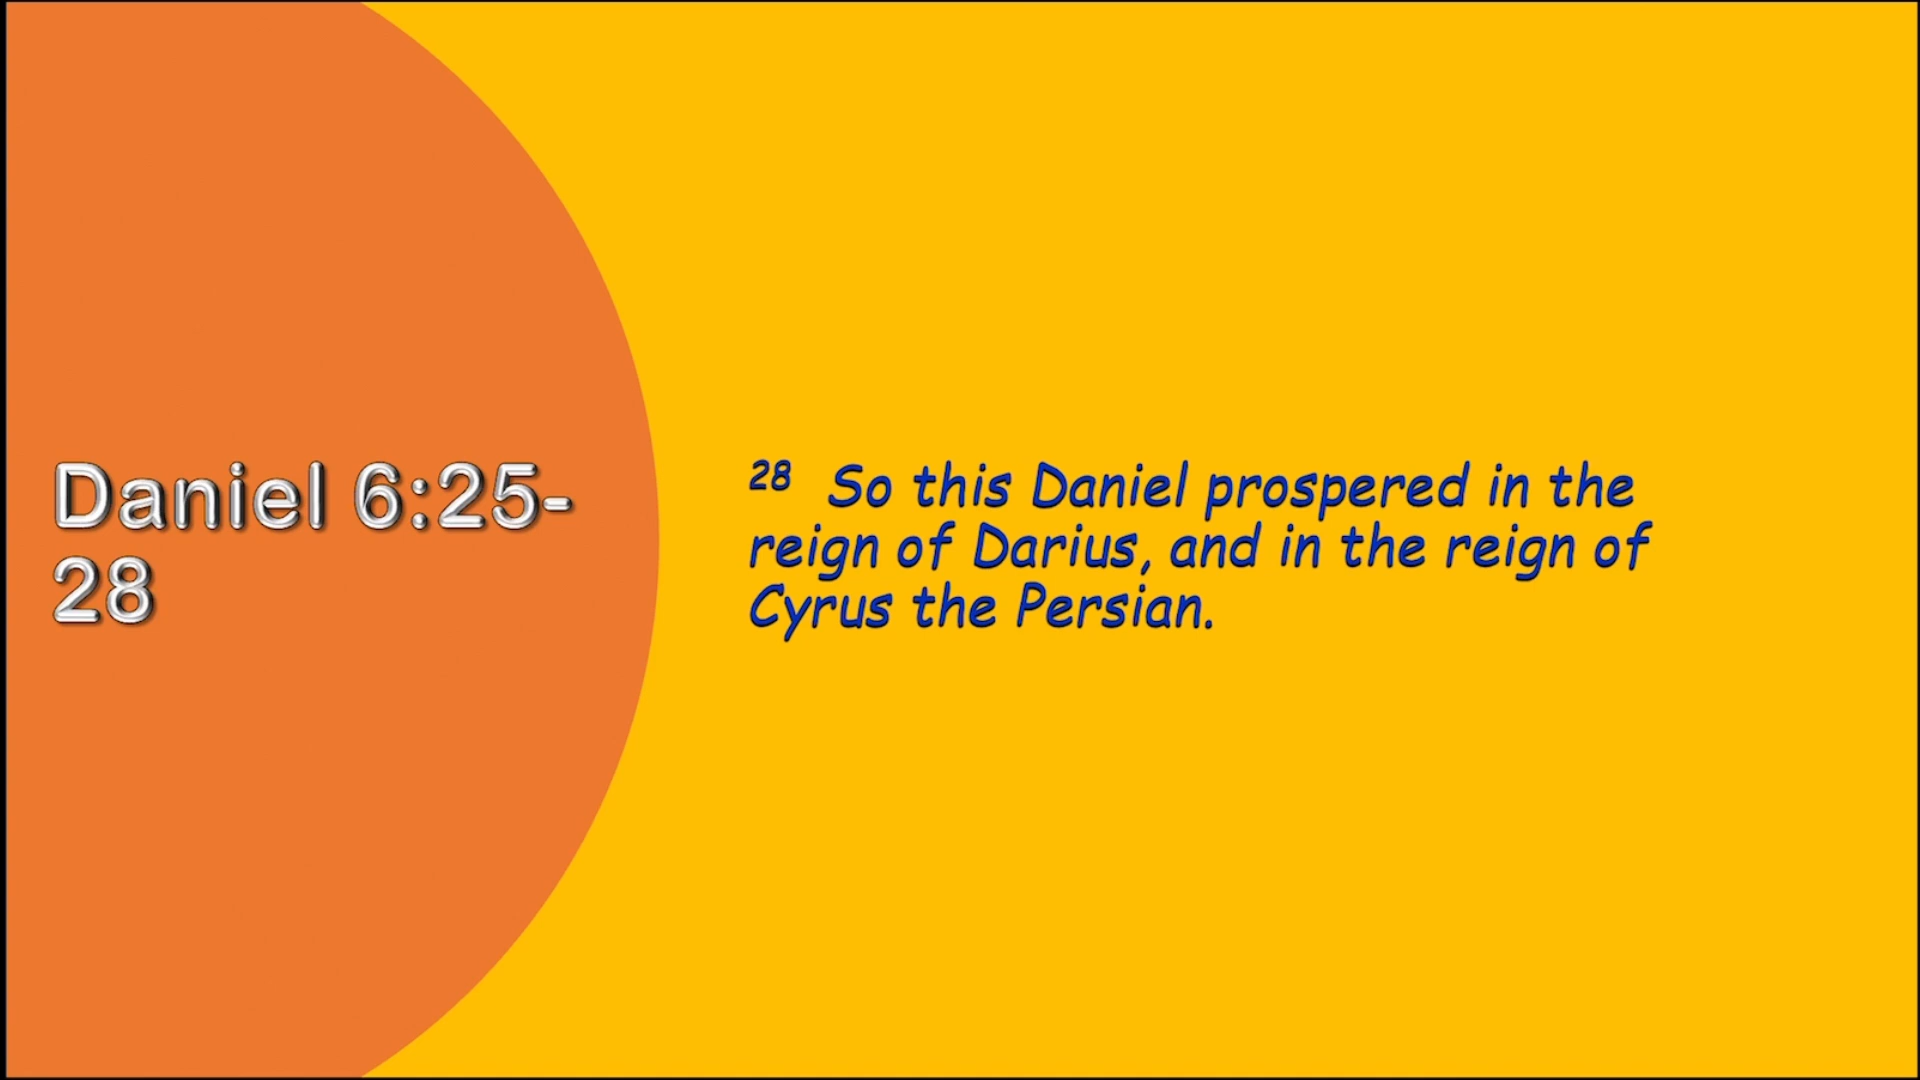 Daniel 6:25-
28
28 So this Daniel prospered in the
reign of Darius, and in the reign of
Cyrus the Persian.